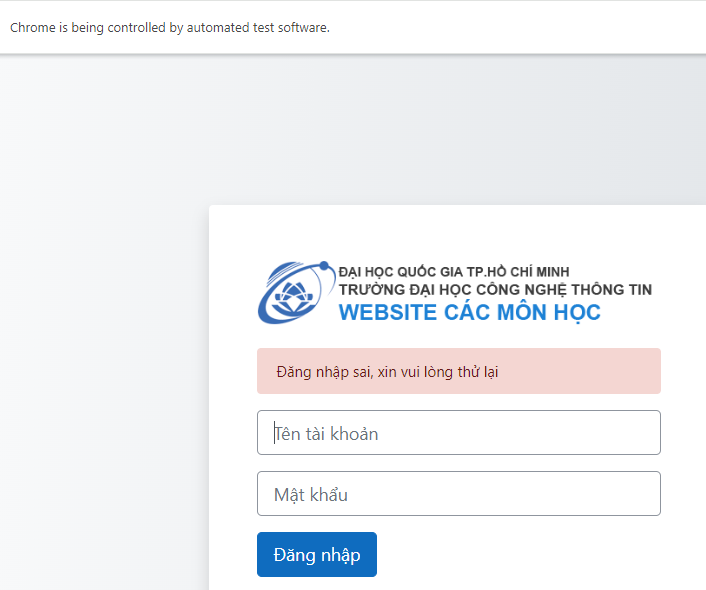 Chrome is being controlled by automated test software.
ĐẠI HỌC QUỐC GIA TP.HỒ CHÍ MINH
TRƯỜNG ĐẠI HỌC CÔNG NGHỆ THÔNG TIN
WEBSITE CÁC MÔN HỌC
Đăng nhập sai, xin vui lòng thử lại
Tên tài khoản
Mật khẩu
Đăng nhập